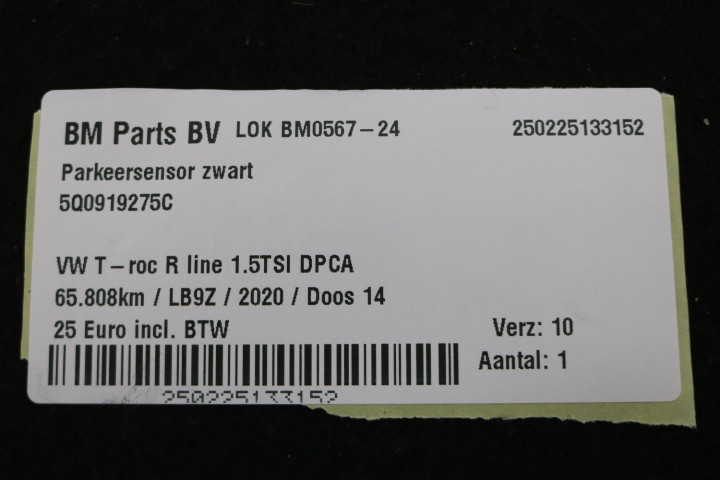 BM Parts BV LOK BM0567-24 250225133152
Parkeersensor zwart
5Q0919275C
VW T-roc R line 1.5TSI DPCA
65.808km / LB9Z / 2020 / Doos 14
25 Euro incl. BTW Verz: 10
Aantal: 1
250225133152